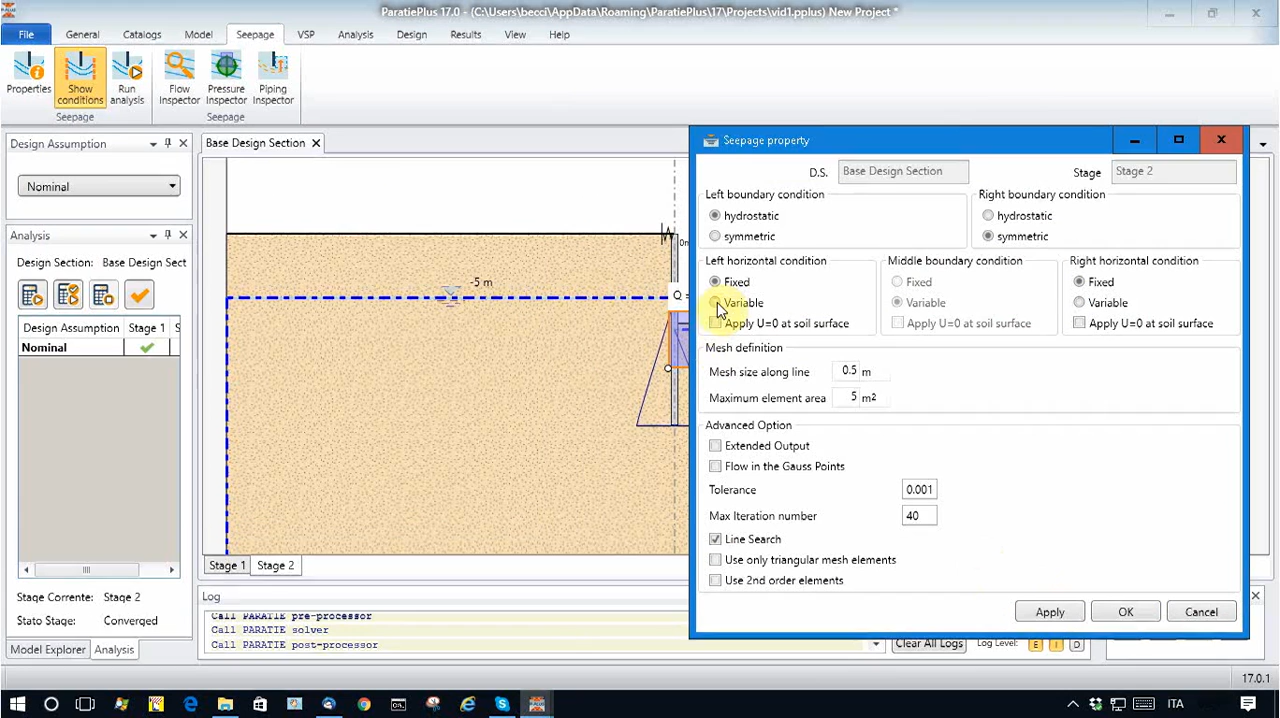 ParatiePlus 17.0 - (C:\Users\becci\AppData\Roaming\ParatiePlus\17\Projects\vid1.pplus) New Project *
File General Catalogs Model Seepage VSP Analysis Design Results View Help
Properties Show conditions Run analysis Flow Inspector Pressure Inspector Piping Inspector
Seepage Seepage
Design Assumption
Nominal
Analysis
Design Section: Base Design Sect
Design Assumption Stage 1 S
Nominal
Stage Corrente: Stage 2
Stato Stage: Converged
Model Explorer Analysis
Base Design Section
-5 m
0m
Q =
Stage 1 Stage 2
Log
Call PARATIE pre-processor
Call PARATIE solver
Call PARATIE post-processor
Clear All Logs Log Level: E I D
Seepage property
D.S. Base Design Section Stage Stage 2
Left boundary condition Right boundary condition
hydrostatic hydrostatic
symmetric symmetric
Left horizontal condition Middle boundary condition Right horizontal condition
Fixed Fixed Fixed
Variable Variable Variable
Apply U=0 at soil surface Apply U=0 at soil surface Apply U=0 at soil surface
Mesh definition
Mesh size along line 0.5 m
Maximum element area 5 m2
Advanced Option
Extended Output
Flow in the Gauss Points
Tolerance 0.001
Max Iteration number 40
Line Search
Use only triangular mesh elements
Use 2nd order elements
Apply OK Cancel
17.0.1
ITA